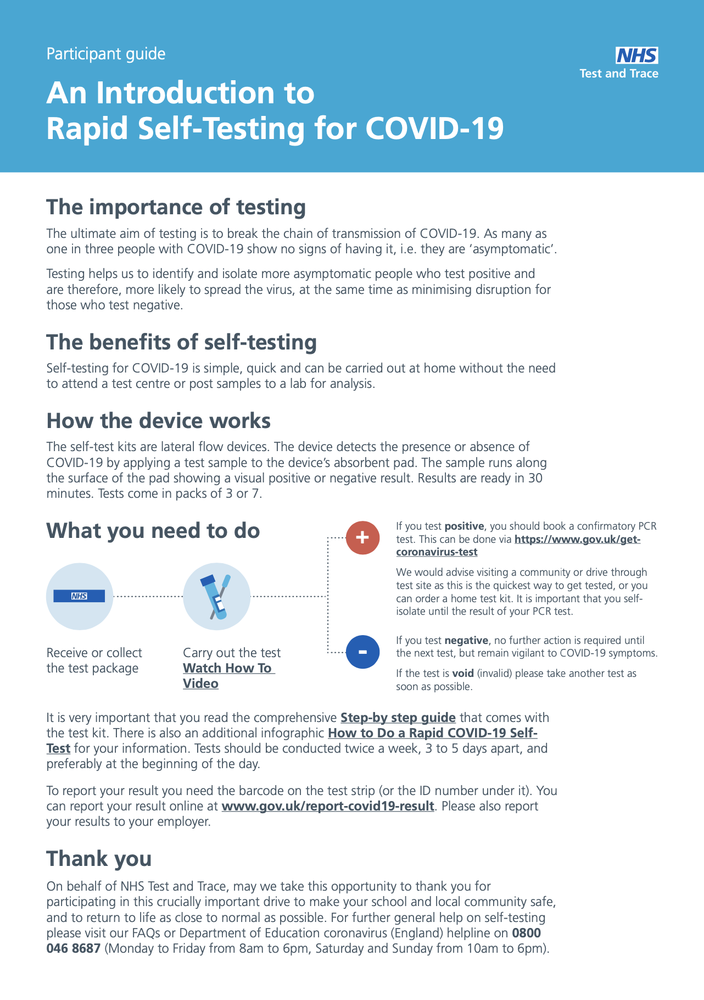 Participant guide
NHS
Test and Trace
An Introduction to
Rapid Self-Testing for COVID-19
The importance of testing
The ultimate aim of testing is to break the chain of transmission of COVID-19. As many as
one in three people with COVID-19 show no signs of having it, i.e. they are ‘asymptomatic’.
Testing helps us to identify and isolate more asymptomatic people who test positive and
are therefore, more likely to spread the virus, at the same time as minimising disruption for
those who test negative.
The benefits of self-testing
Self-testing for COVID-19 is simple, quick and can be carried out at home without the need
to attend a test centre or post samples to a lab for analysis.
How the device works
The self-test kits are lateral flow devices. The device detects the presence or absence of
COVID-19 by applying a test sample to the device’s absorbent pad. The sample runs along
the surface of the pad showing a visual positive or negative result. Results are ready in 30
minutes. Tests come in packs of 3 or 7.
What you need to do
NHS
Receive or collect
the test package
Carry out the test
Watch How To
Video
+
If you test positive, you should book a confirmatory PCR
test. This can be done via https://www.gov.uk/get-
coronavirus-test
We would advise visiting a community or drive through
test site as this is the quickest way to get tested, or you
can order a home test kit. It is important that you self-
isolate until the result of your PCR test.
-
If you test negative, no further action is required until
the next test, but remain vigilant to COVID-19 symptoms.
If the test is void (invalid) please take another test as
soon as possible.
It is very important that you read the comprehensive Step-by step guide that comes with
the test kit. There is also an additional infographic How to Do a Rapid COVID-19 Self-
Test for your information. Tests should be conducted twice a week, 3 to 5 days apart, and
preferably at the beginning of the day.
To report your result you need the barcode on the test strip (or the ID number under it). You
can report your result online at www.gov.uk/report-covid19-result. Please also report
your results to your employer.
Thank you
On behalf of NHS Test and Trace, may we take this opportunity to thank you for
participating in this crucially important drive to make your school and local community safe,
and to return to life as close to normal as possible. For further general help on self-testing
please visit our FAQs or Department of Education coronavirus (England) helpline on 0800
046 8687 (Monday to Friday from 8am to 6pm, Saturday and Sunday from 10am to 6pm).